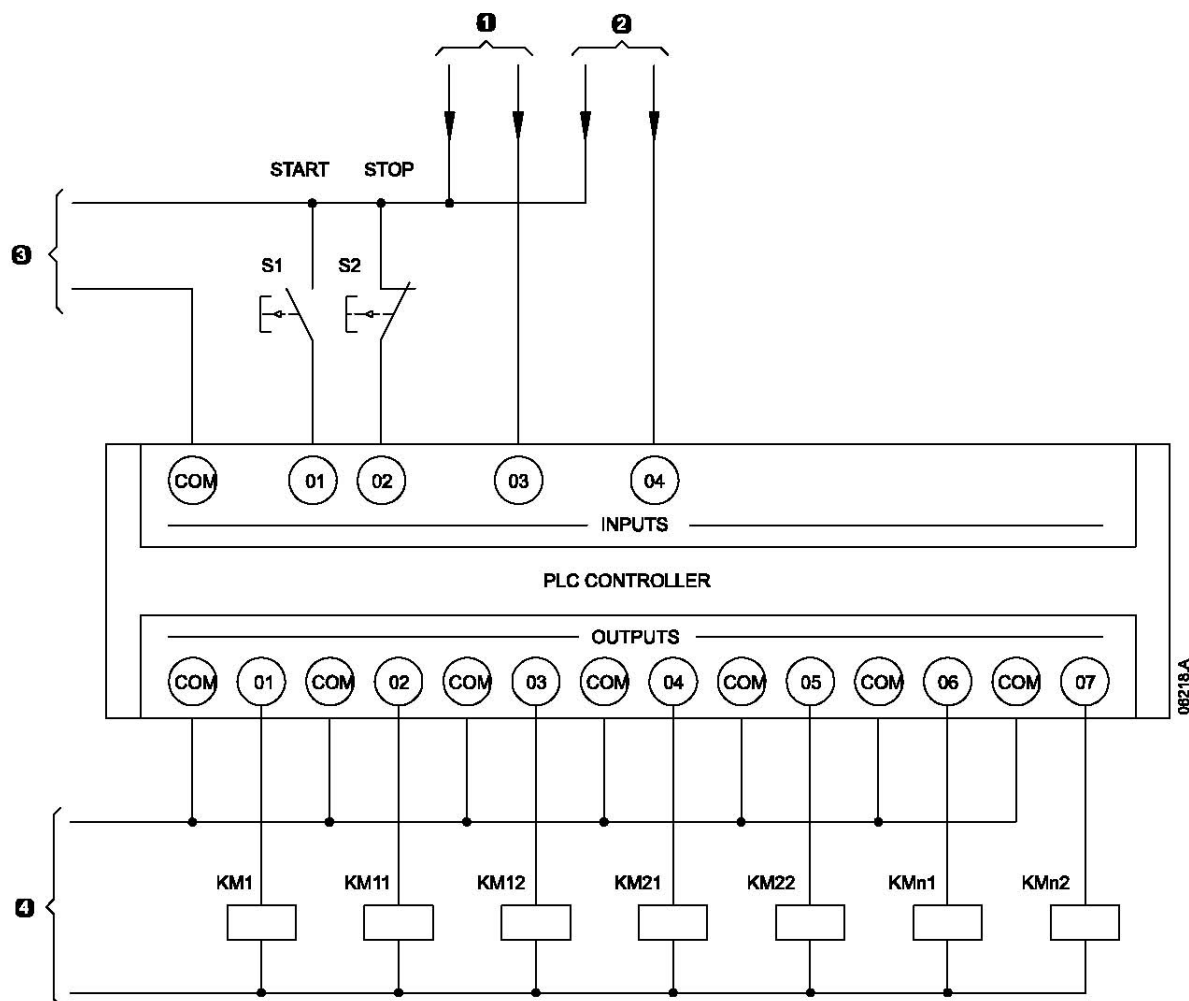 1 2
START STOP
3
S1 S2
COM 01 02 03 04
INPUTS
PLC CONTROLLER
OUTPUTS
COM 01 COM 02 COM 03 COM 04 COM 05 COM 06 COM 07
08218.A
KM1 KM11 KM12 KM21 KM22 KMn1 KMn2
4